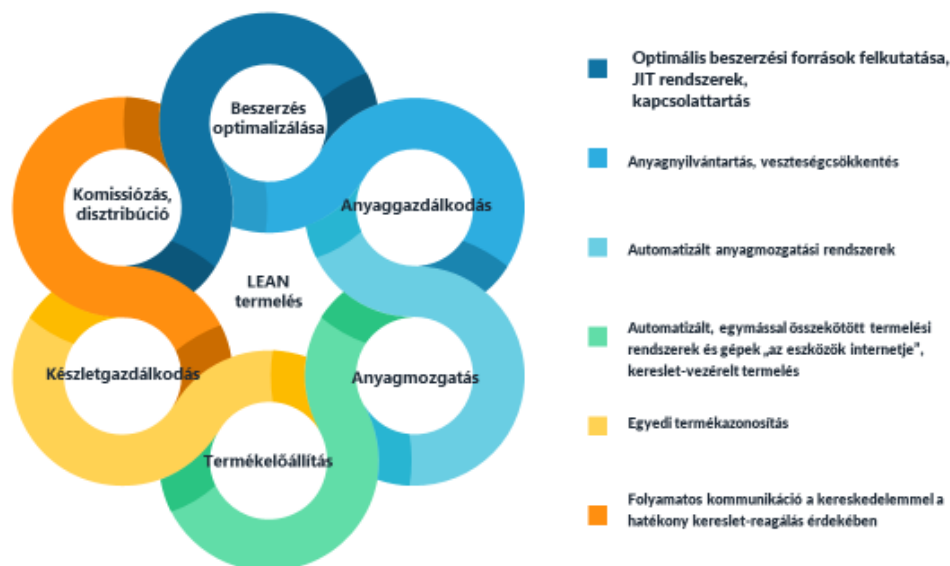 Beszerzés
optimalizálása
Anyaggazdálkodás
Anyagmozgatás
Termékelőállítás
Készletgazdálkodás
Komissiózás,
disztribúció
LEAN
termelés
Optimális beszerzési források felkutatása,
JIT rendszerek,
kapcsolattartás
Anyagnyilvántartás, veszteségcsökkentés
Automatizált anyagmozgatási rendszerek
Automatizált, egymással összekötött termelési
rendszerek és gépek „az eszközök internetje”,
kereslet-vezérelt termelés
Egyedi termékazonosítás
Folyamatos kommunikáció a kereskedelemmel a
hatékony kereslet-reagálás érdekében